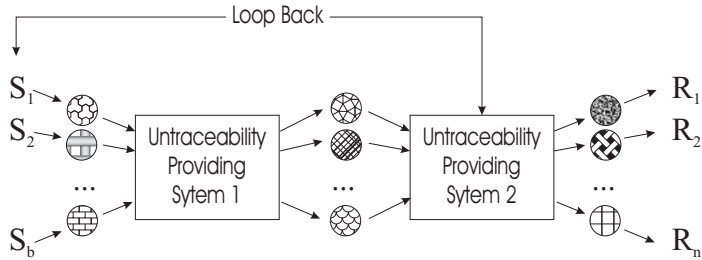 Loop Back
S1
S2
...
Sb
Untraceability
Providing
Sytem 1
...
Untraceability
Providing
Sytem 2
...
R1
R2
Rn